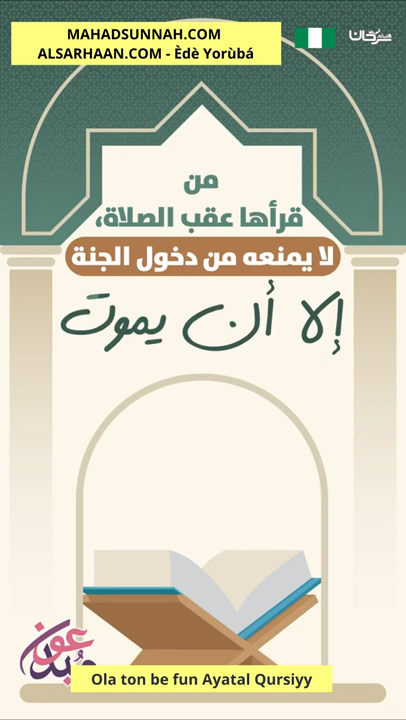 MAHADSUNNAH.COM
ALSARHAAN.COM - Èdè Yorùbá
من
قرأها عقب الصلاة،
لا يمنعه من دخول الجنة
إلا أن يموت
Ola ton be fun Ayatal Qursiyy